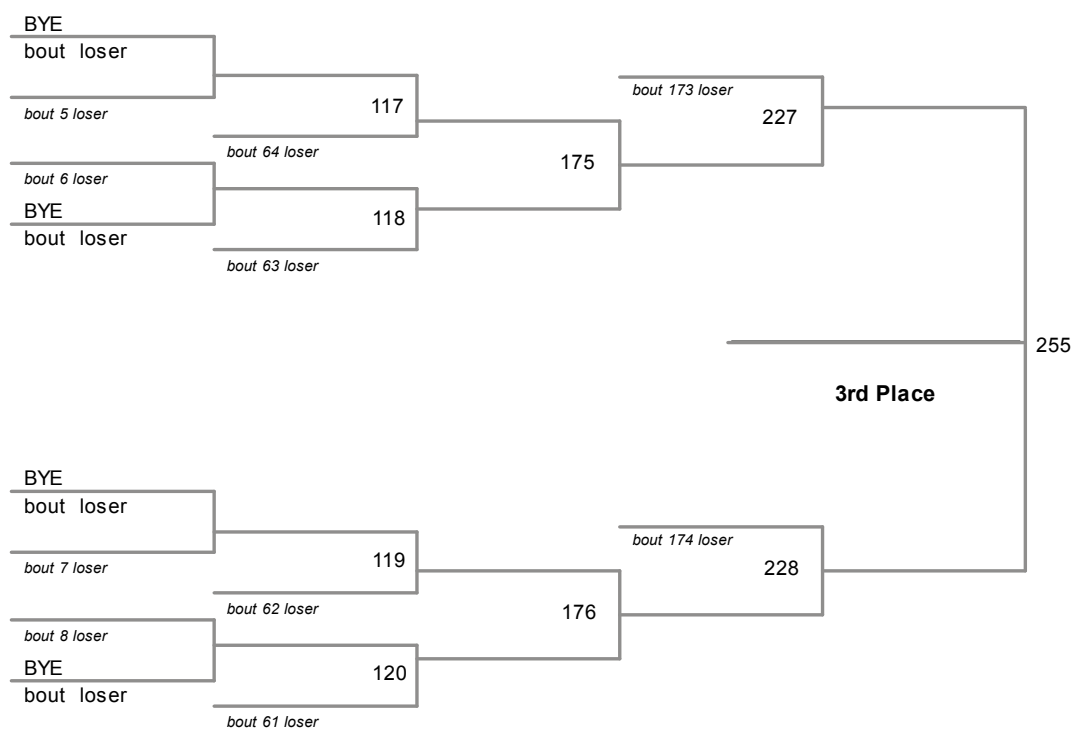 BYE
bout loser
bout 5 loser
117
bout 64 loser
bout 6 loser
BYE
bout loser
118
bout 63 loser
175
bout 173 loser
227
255
3rd Place
BYE
bout loser
bout 7 loser
119
bout 62 loser
bout 8 loser
BYE
bout loser
120
bout 61 loser
176
bout 174 loser
228